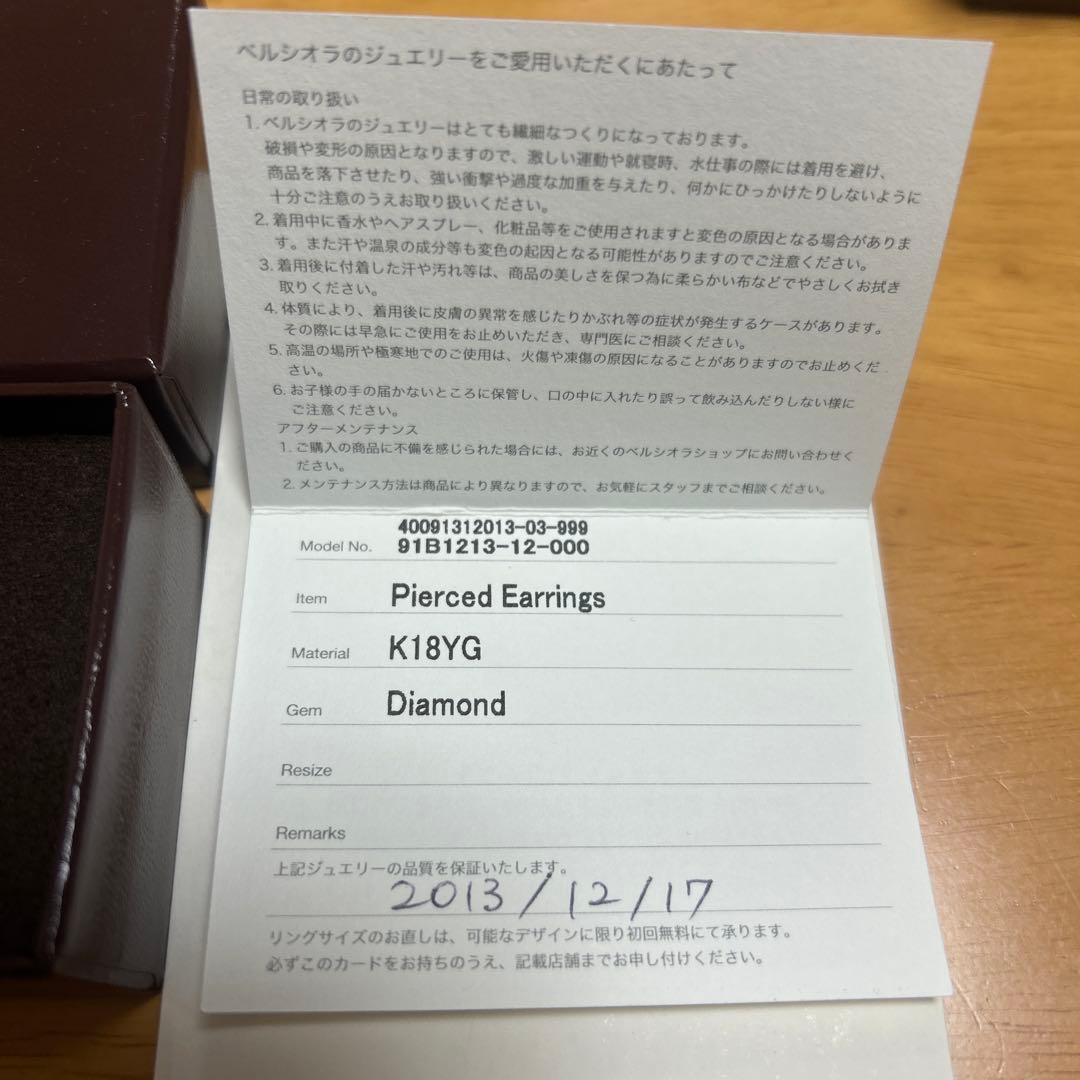 ベルシオラのジュエリーをご愛用いただくにあたって
日常の取り扱い
1. ベルシオラのジュエリーはとても繊細なつくりになっております。
破損や変形の原因となりますので、激しい運動や就寝時、水仕事の際には着用を避け、
商品を落下させたり、強い衝撃や過度な加重を与えたり、何かにひっかけたりしないように
十分ご注意のうえお取り扱いください。
2. 着用中に香水やヘアスプレー、化粧品等をご使用されますと変色の原因となる場合がありま
す。また汗や温泉の成分等も変色の起因となる可能性がありますのでご注意ください。
3. 着用後に付着した汗や汚れ等は、商品の美しさを保つ為に柔らかい布などでやさしくお拭き
取りください。
4. 体質により、着用後に皮膚の異常を感じたりかぶれ等の症状が発生するケースがあります。
その際には早急にご使用をお止めいただき、専門医にご相談ください。
5. 高温の場所や極寒地でのご使用は、火傷や凍傷の原因になることがありますのでお止めくだ
さい。
6. お子様の手の届かないところに保管し、口の中に入れたり誤って飲み込んだりしない様に
ご注意ください。
アフターメンテナンス
1. ご購入の商品に不備を感じられた場合には、お近くのベルシオラショップにお問い合わせく
ださい。
2. メンテナンス方法は商品により異なりますので、お気軽にスタッフまでご相談ください。
40091312013-03-999
Model No. 91B1213-12-000
Item Pierced Earrings
Material K18YG
Gem Diamond
Resize
Remarks
上記ジュエリーの品質を保証いたします。
2013/12/17
リングサイズのお直しは、可能なデザインに限り初回無料にて承ります。
必ずこのカードをお持ちのうえ、記載店舗までお申し付けください。